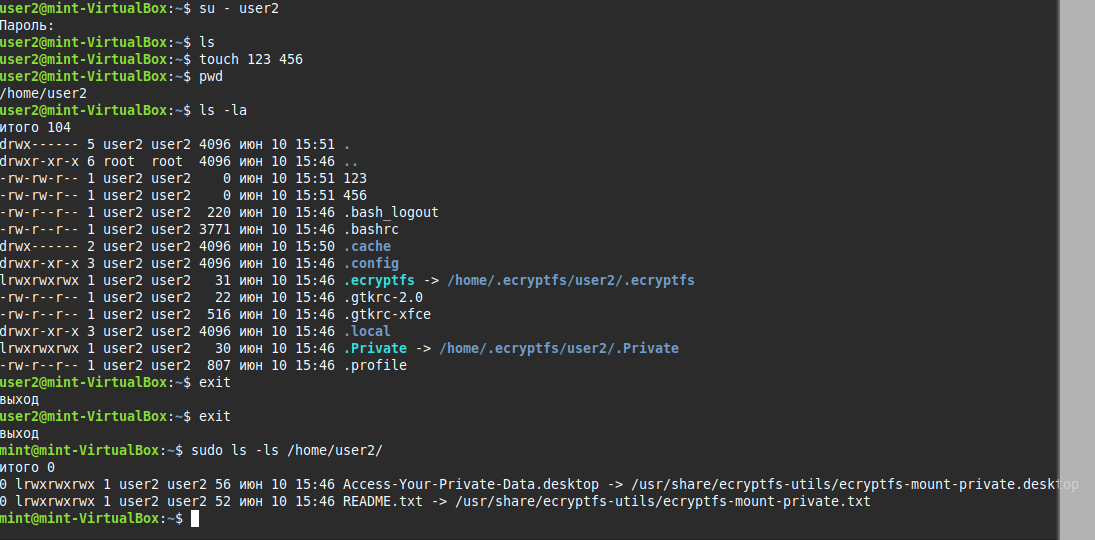 user2@mint-VirtualBox:~$ su - user2
Пароль:
user2@mint-VirtualBox:~$ ls
user2@mint-VirtualBox:~$ touch 123 456
user2@mint-VirtualBox:~$ pwd
/home/user2
user2@mint-VirtualBox:~$ ls -la
итого 104
drwx------ 5 user2 user2 4096 июн 10 15:51 .
drwxr-xr-x 6 root  root  4096 июн 10 15:46 ..
-rw-rw-r-- 1 user2 user2    0 июн 10 15:51 123
-rw-rw-r-- 1 user2 user2    0 июн 10 15:51 456
-rw-r--r-- 1 user2 user2  220 июн 10 15:46 .bash_logout
-rw-r--r-- 1 user2 user2 3771 июн 10 15:46 .bashrc
drwx------ 2 user2 user2 4096 июн 10 15:50 .cache
drwxr-xr-x 3 user2 user2 4096 июн 10 15:46 .config
lrwxrwxrwx 1 user2 user2   31 июн 10 15:46 .ecryptfs -> /home/.ecryptfs/user2/.ecryptfs
-rw-r--r-- 1 user2 user2   22 июн 10 15:46 .gtkrc-2.0
-rw-r--r-- 1 user2 user2  516 июн 10 15:46 .gtkrc-xfce
drwxr-xr-x 3 user2 user2 4096 июн 10 15:46 .local
lrwxrwxrwx 1 user2 user2   30 июн 10 15:46 .Private -> /home/.ecryptfs/user2/.Private
-rw-r--r-- 1 user2 user2  807 июн 10 15:46 .profile
user2@mint-VirtualBox:~$ exit
выход
user2@mint-VirtualBox:~$ exit
выход
mint@mint-VirtualBox:~$ sudo ls -ls /home/user2/
итого 0
0 lrwxrwxrwx 1 user2 user2 56 июн 10 15:46 Access-Your-Private-Data.desktop -> /usr/share/ecryptfs-utils/ecryptfs-mount-private.desktop
0 lrwxrwxrwx 1 user2 user2 52 июн 10 15:46 README.txt -> /usr/share/ecryptfs-utils/ecryptfs-mount-private.txt
mint@mint-VirtualBox:~$